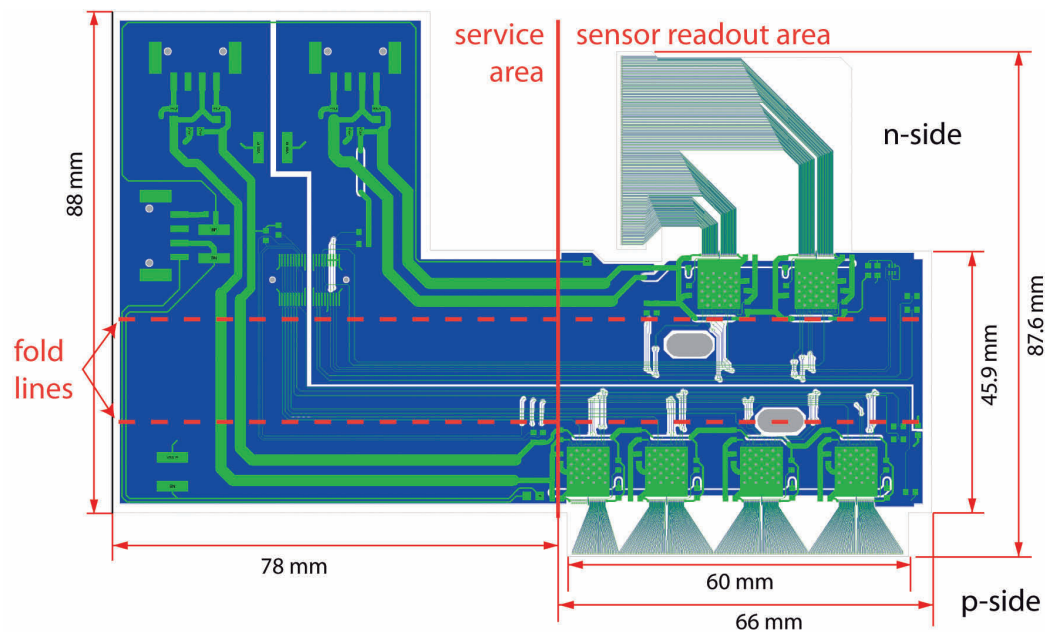 service
area
sensor readout area
n-side
88 mm
fold
lines
45.9 mm
87.6 mm
78 mm
60 mm
66 mm
p-side